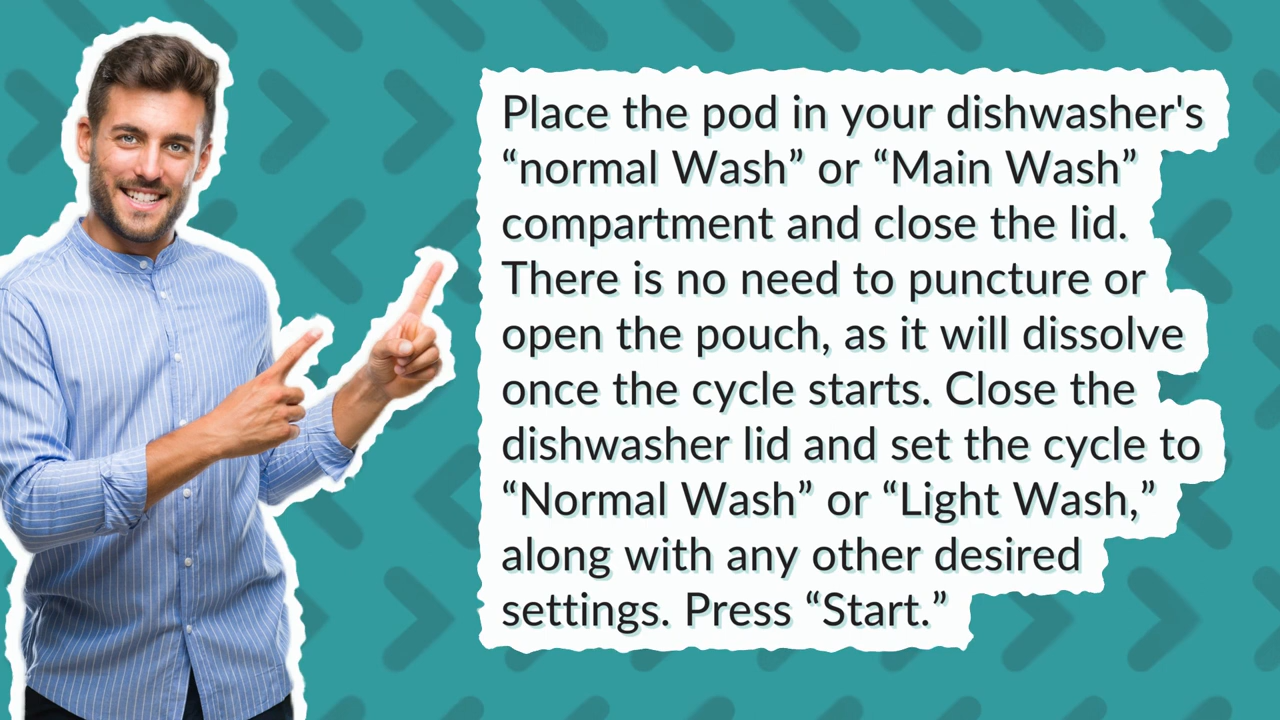 Place the pod in your dishwasher's
“normal Wash” or “Main Wash”
compartment and close the lid.
There is no need to puncture or
open the pouch, as it will dissolve
once the cycle starts. Close the
dishwasher lid and set the cycle to
“Normal Wash” or “Light Wash,”
along with any other desired
settings. Press “Start.”